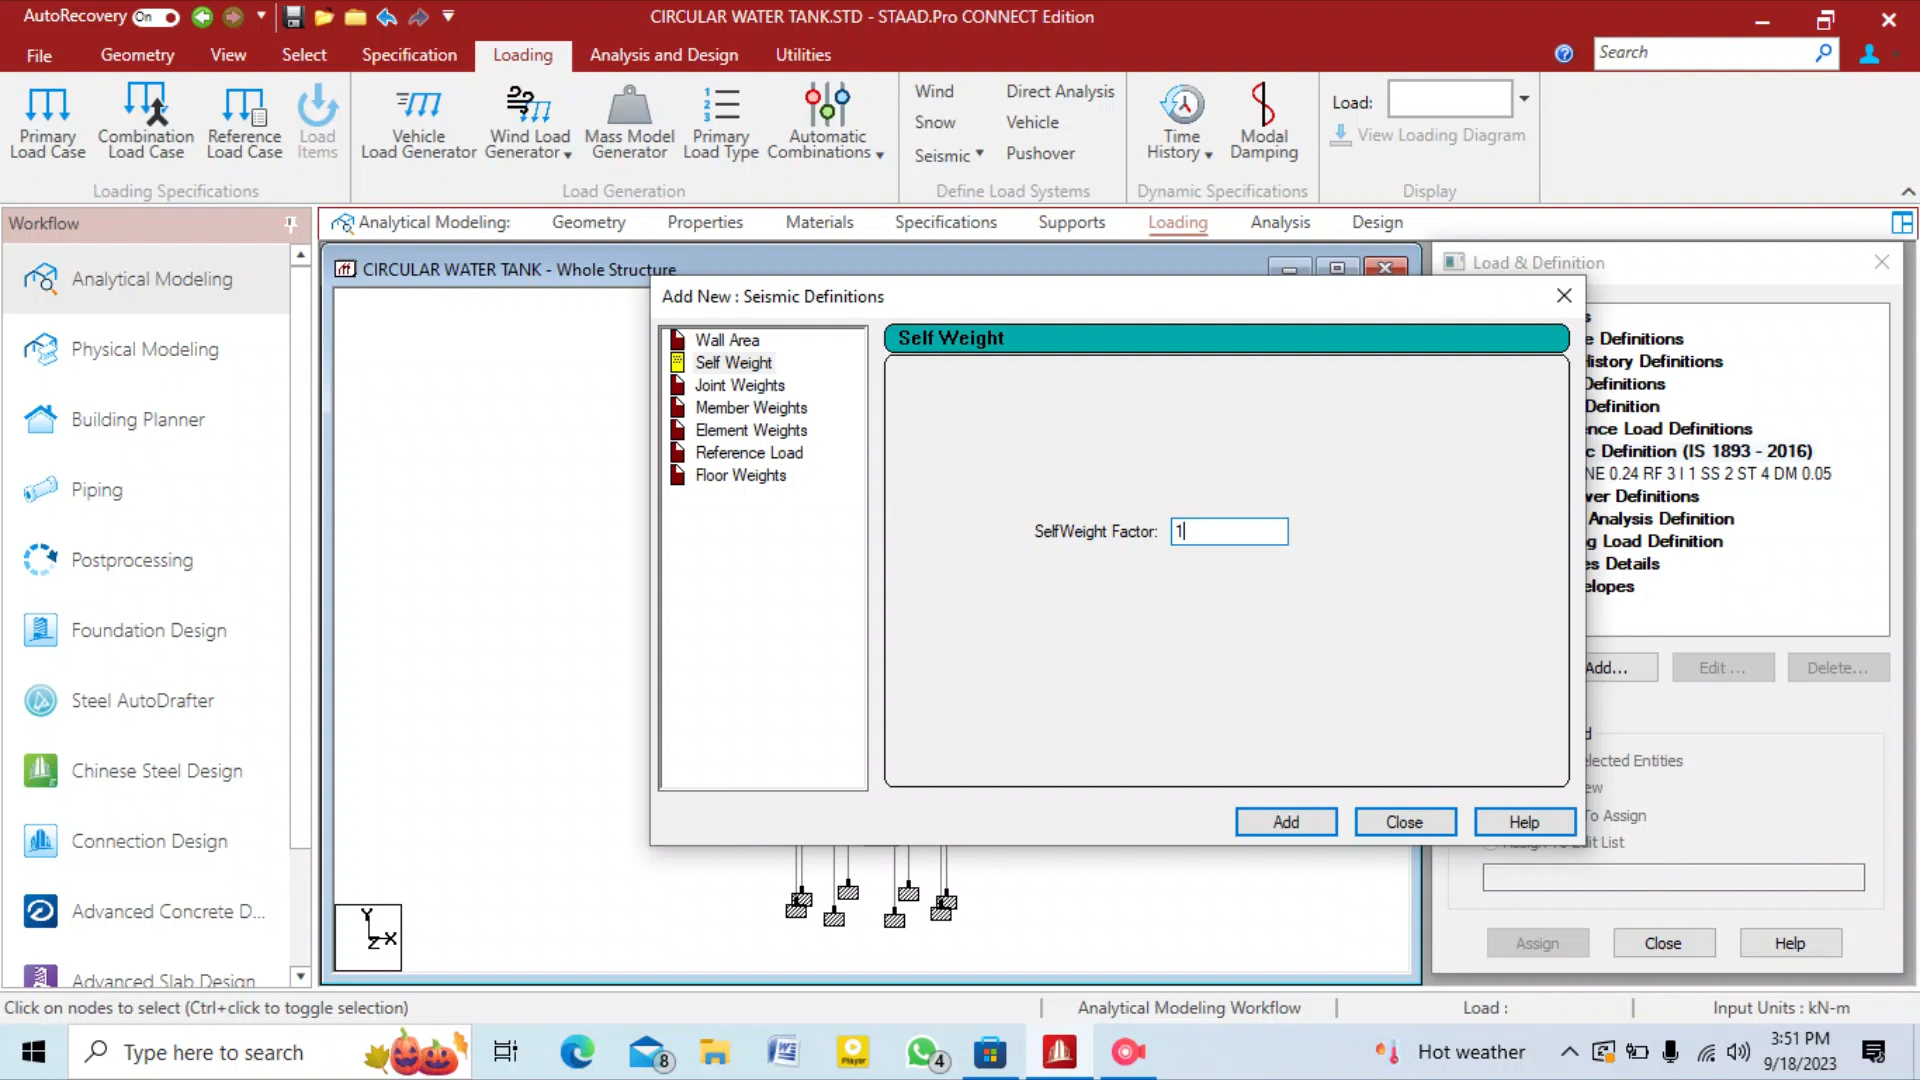 AutoRecovery On
CIRCULAR WATER TANK.STD - STAAD.Pro CONNECT Edition
File Geometry View Select Specification Loading Analysis and Design Utilities
Search
Primary Load Case
Combination Load Case
Reference Load Case
Load Items
Loading Specifications
Vehicle Load Generator
Wind Load Generator
Mass Model Generator
Primary Load Type
Automatic Combinations
Load Generation
Wind
Snow
Seismic
Direct Analysis
Vehicle
Pushover
Define Load Systems
Time History
Modal Damping
Dynamic Specifications
Load:
View Loading Diagram
Display
Workflow
Analytical Modeling: Geometry Properties Materials Specifications Supports Loading Analysis Design
Analytical Modeling
Physical Modeling
Building Planner
Piping
Postprocessing
Foundation Design
Steel AutoDrafter
Chinese Steel Design
Connection Design
Advanced Concrete D...
Advanced Slab Design
CIRCULAR WATER TANK - Whole Structure
Add New : Seismic Definitions
Wall Area
Self Weight
Joint Weights
Member Weights
Element Weights
Reference Load
Floor Weights
Self Weight
SelfWeight Factor: 1
Add Close Help
Y
Z X
Load & Definition
s
e Definitions
History Definitions
Definitions
Definition
nce Load Definitions
c Definition (IS 1893 - 2016)
NE 0.24 RF 3 I 1 SS 2 ST 4 DM 0.05
ver Definitions
Analysis Definition
g Load Definition
es Details
elopes
Add... Edit ... Delete...
d
elected Entities
ew
To Assign
Assign To Edit List
Assign Close Help
Click on nodes to select (Ctrl+click to toggle selection)
Analytical Modeling Workflow
Load :
Input Units : kN-m
Type here to search
8
Player
4
Hot weather
3:51 PM
9/18/2023